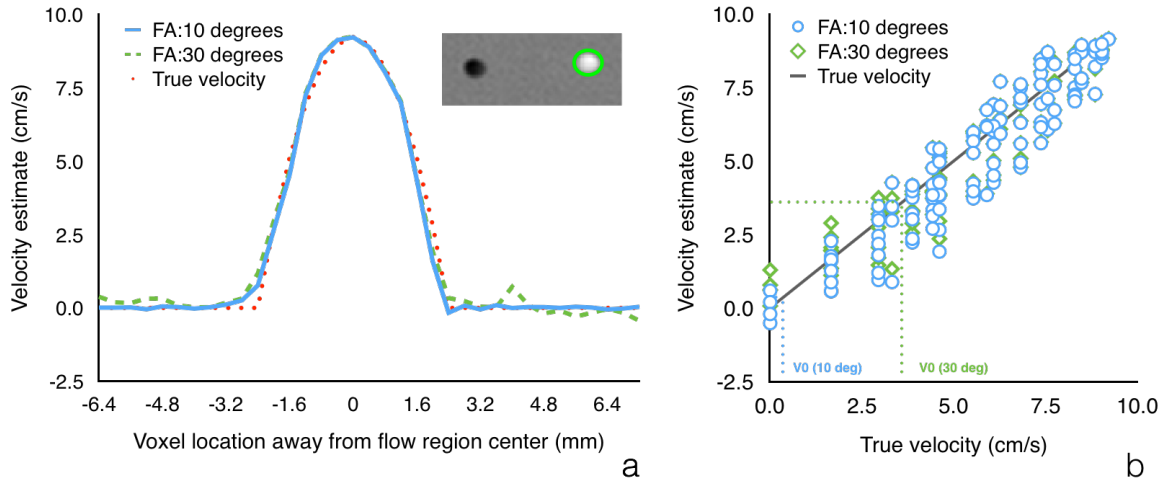 10.0
7.5
5.0
2.5
0.0
-2.5
Velocity estimate (cm/s)
FA:10 degrees
FA:30 degrees
True velocity
-6.4 -4.8 -3.2 -1.6 0 1.6 3.2 4.8 6.4
Voxel location away from flow region center (mm)
a
10.0
7.5
5.0
2.5
0.0
-2.5
Velocity estimate (cm/s)
FA:10 degrees
FA:30 degrees
True velocity
V0 (10 deg) V0 (30 deg)
0.0 2.5 5.0 7.5 10.0
True velocity (cm/s)
b